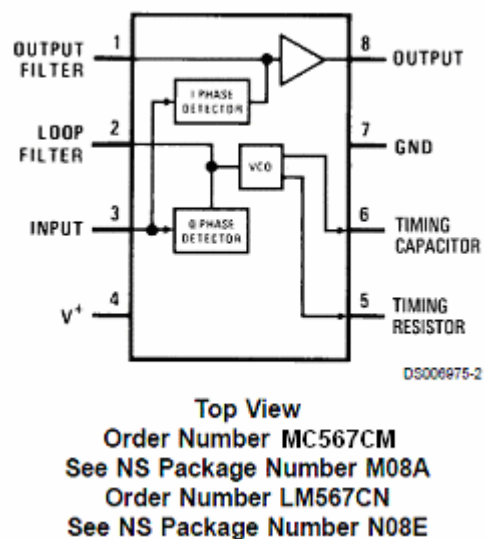 OUTPUT FILTER
1
8
OUTPUT
I PHASE DETECTOR
LOOP FILTER
2
7
GND
VCO
INPUT
3
Q PHASE DETECTOR
6
TIMING CAPACITOR
V+
4
5
TIMING RESISTOR
DS006975-2
Top View
Order Number MC567CM
See NS Package Number M08A
Order Number LM567CN
See NS Package Number N08E